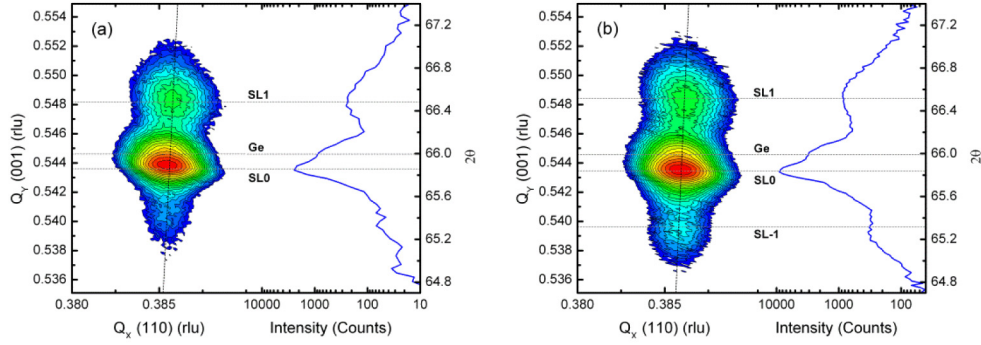 (a)
0.554
0.552
0.550
0.548
0.546
0.544
0.542
0.540
0.538
0.536
Q_Y (001) (rlu)
SL1
Ge
SL0
67.2
66.6
66.0
65.4
64.8
2θ
65.2
66.4
0.380 0.385 10000 1000 100 10
Q_x (110) (rlu) Intensity (Counts)
(b)
0.554
0.552
0.550
0.548
0.546
0.544
0.542
0.540
0.538
0.536
Q_Y (001) (rlu)
SL1
Ge
SL0
SL-1
67.2
66.8
66.4
66.0
65.6
65.2
64.8
2θ
0.380 0.385 10000 1000 100
Q_x (110) (rlu) Intensity (Counts)